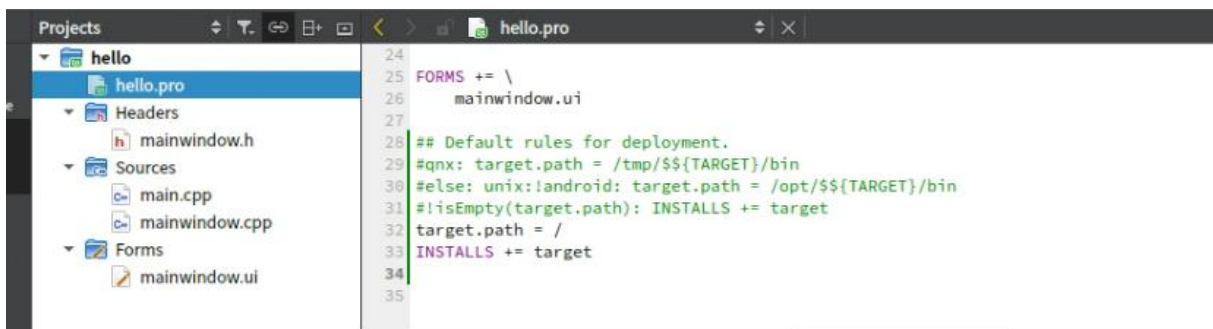 Projects
hello.pro
hello
hello.pro
Headers
mainwindow.h
Sources
main.cpp
mainwindow.cpp
Forms
mainwindow.ui
24
25 FORMS += \
26     mainwindow.ui
27
28 ## Default rules for deployment.
29 #qnx: target.path = /tmp/$${TARGET}/bin
30 #else: unix:!android: target.path = /opt/$${TARGET}/bin
31 #!isEmpty(target.path): INSTALLS += target
32 target.path = /
33 INSTALLS += target
34
35